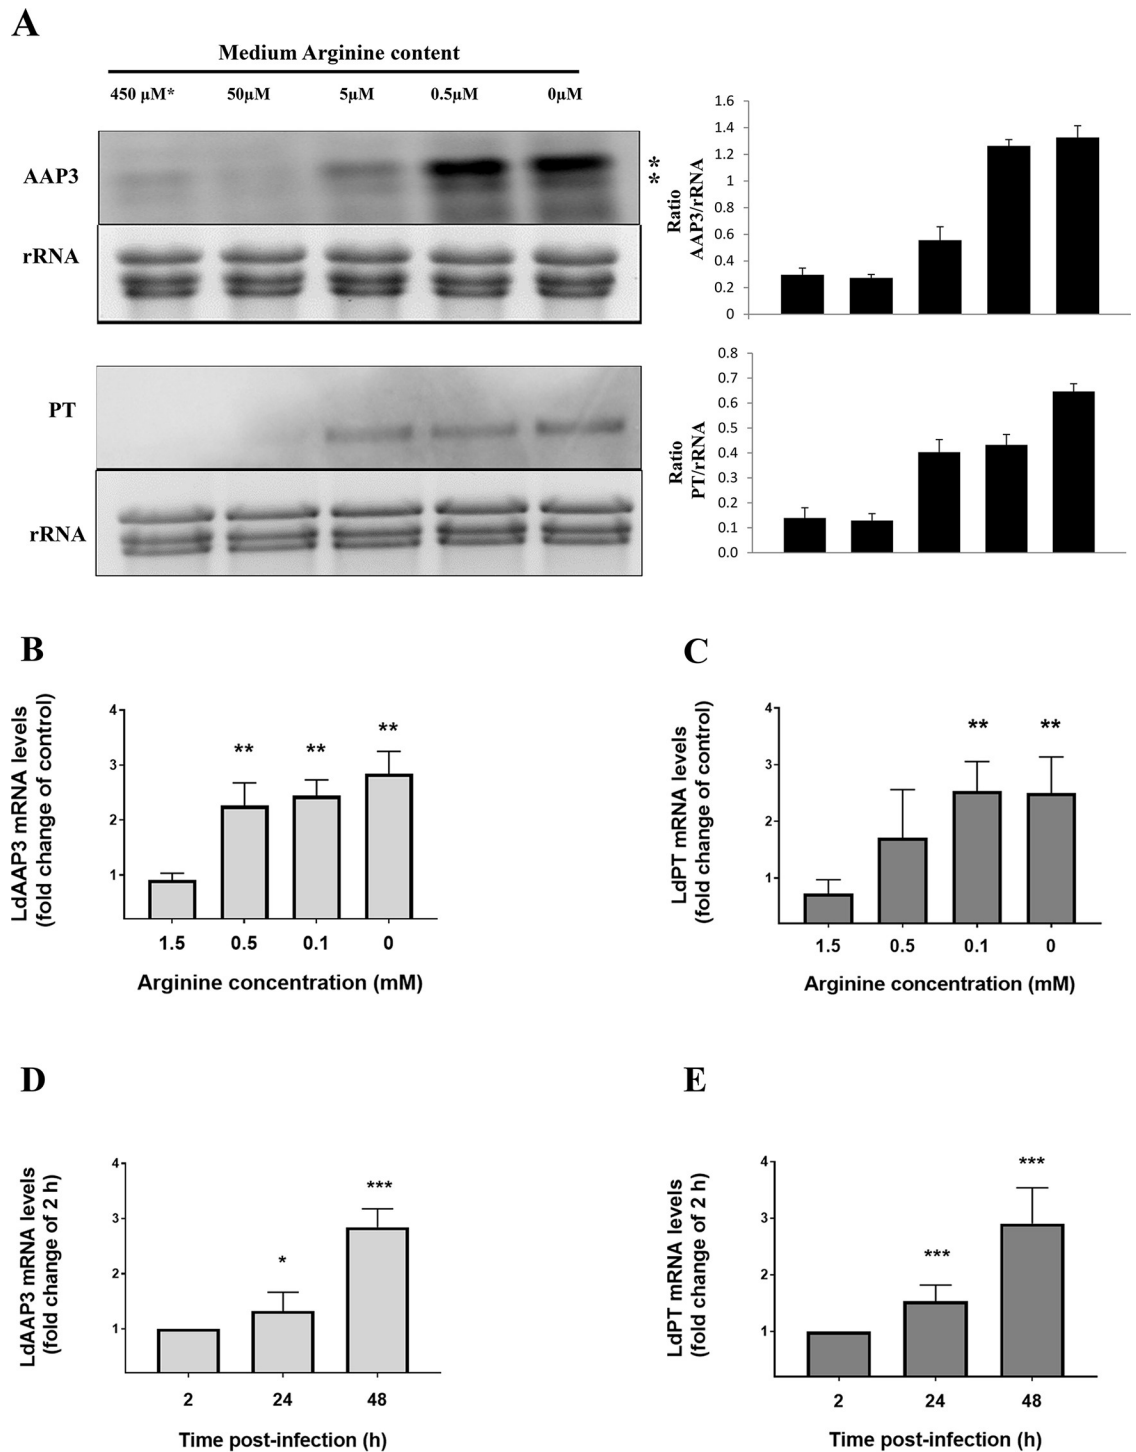 A
Medium Arginine content
450 µM* 50µM 5µM 0.5µM 0µM
AAP3
*
*
rRNA
Ratio
AAP3/rRNA
1.6
1.4
1.2
1
0.8
0.6
0.4
0.2
0
PT
rRNA
Ratio
PT/rRNA
0.8
0.7
0.6
0.5
0.4
0.3
0.2
0.1
0.0
B
LdAAP3 mRNA levels
(fold change of control)
4
3
2
1
** ** **
1.5 0.5 0.1 0
Arginine concentration (mM)
C
LdPT mRNA levels
(fold change of control)
4
3
2
1
** **
1.5 0.5 0.1 0
Arginine concentration (mM)
D
LdAAP3 mRNA levels
(fold change of 2 h)
4
3
2
1
* ***
2 24 48
Time post-infection (h)
E
LdPT mRNA levels
(fold change of 2 h)
4
3
2
1
*** ***
2 24 48
Time post-infection (h)